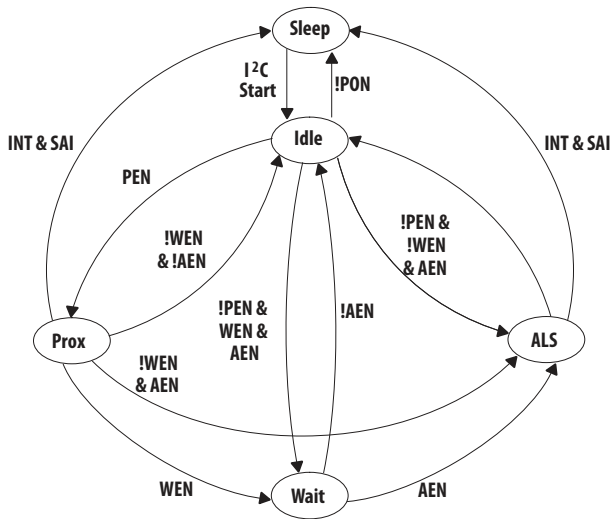 Sleep
I²C
Start
!PON
Idle
INT & SAI
INT & SAI
PEN
!WEN
& !AEN
!PEN &
!WEN
& AEN
!PEN &
WEN &
AEN
!AEN
Prox
ALS
!WEN
& AEN
WEN
Wait
AEN